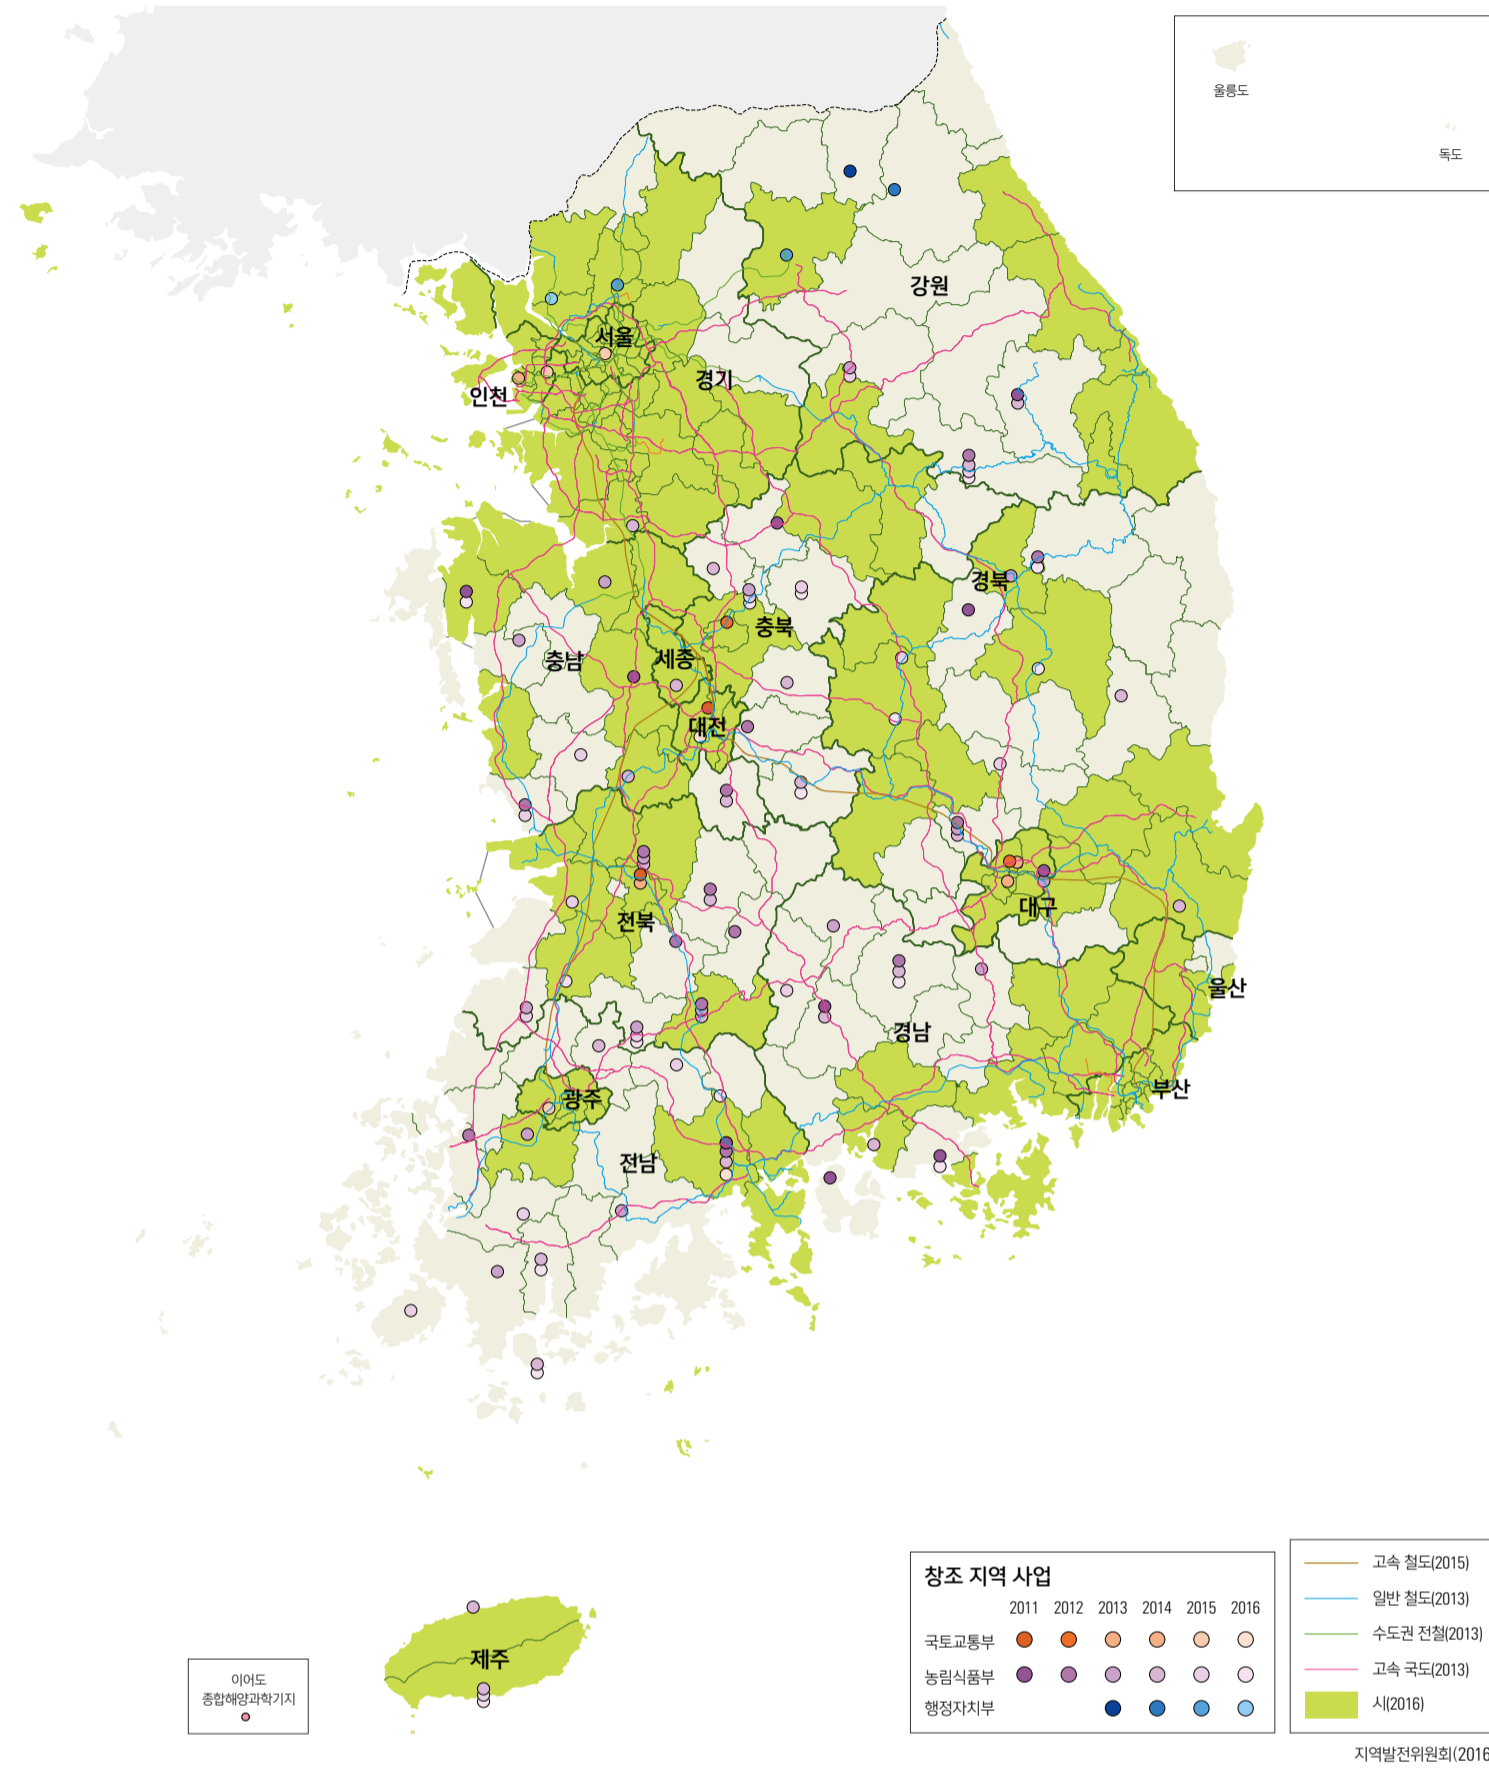 울릉도
독도
강원
서울
경기
인천
경북
충북
충남
세종
대전
대구
전북
울산
경남
부산
광주
전남
제주
이어도
종합해양과학기지
창조 지역 사업
2011 2012 2013 2014 2015 2016
국토교통부
농림식품부
행정자치부
고속 철도(2015)
일반 철도(2013)
수도권 전철(2013)
고속 국도(2013)
시(2016)
지역발전위원회(2016